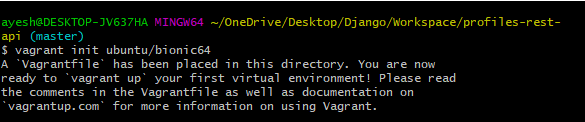 ayesh@DESKTOP-JV637HA MINGW64 ~/OneDrive/Desktop/Django/Workspace/profiles-rest-
api (master)
$ vagrant init ubuntu/bionic64
A `Vagrantfile` has been placed in this directory. You are now
ready to `vagrant up` your first virtual environment! Please read
the comments in the Vagrantfile as well as documentation on
`vagrantup.com` for more information on using Vagrant.